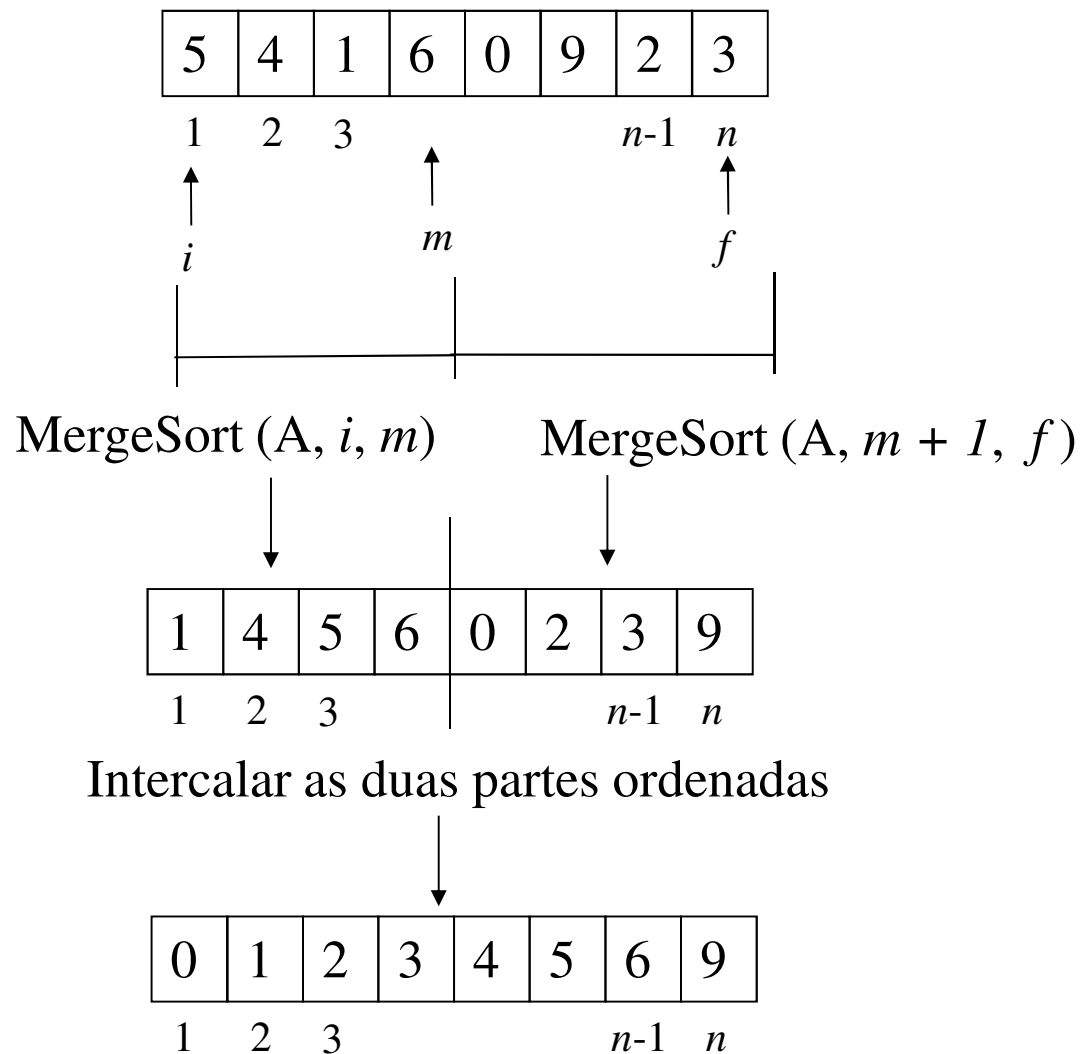 5 4 1 6 0 9 2 3
1 2 3 n-1 n
i m f
MergeSort (A, i, m) MergeSort (A, m + 1, f )
1 4 5 6 0 2 3 9
1 2 3 n-1 n
Intercalar as duas partes ordenadas
0 1 2 3 4 5 6 9
1 2 3 n-1 n